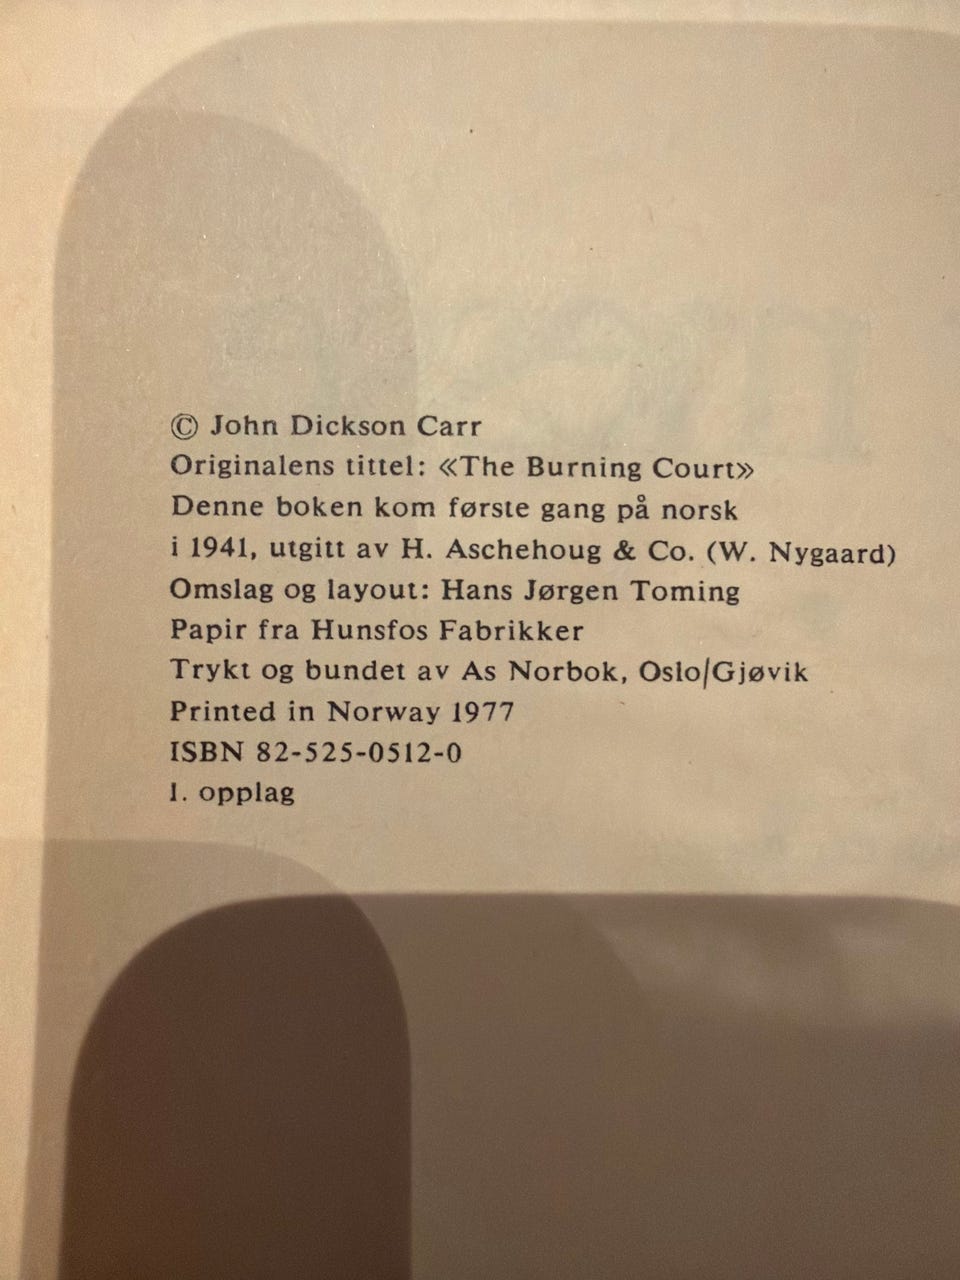 © John Dickson Carr
Originalens tittel: «The Burning Court»
Denne boken kom første gang på norsk
i 1941, utgitt av H. Aschehoug & Co. (W. Nygaard)
Omslag og layout: Hans Jørgen Toming
Papir fra Hunsfos Fabrikker
Trykt og bundet av As Norbok, Oslo/Gjøvik
Printed in Norway 1977
ISBN 82-525-0512-0
1. opplag